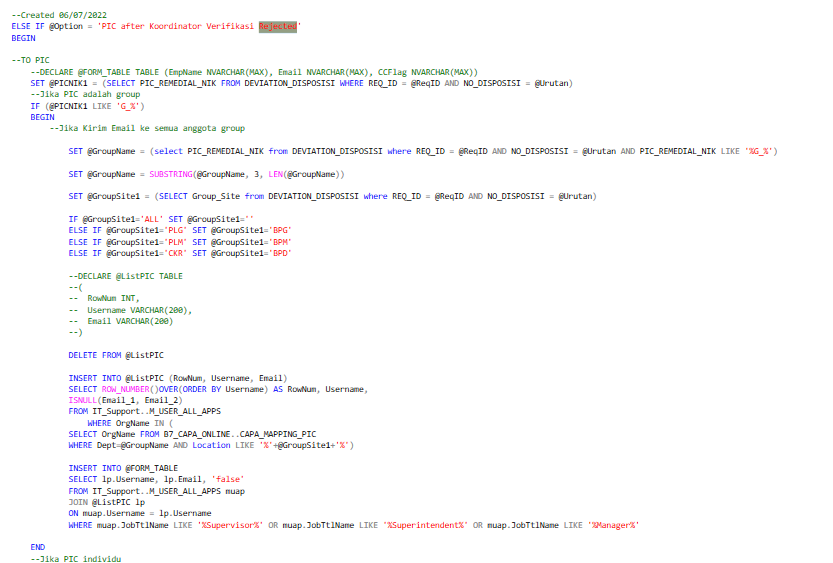 --Created 06/07/2022
ELSE IF @Option = 'PIC after Koordinator Verifikasi Rejected'
BEGIN
--TO PIC
--DECLARE @FORM_TABLE TABLE (EmpName NVARCHAR(MAX), Email NVARCHAR(MAX), CCFlag NVARCHAR(MAX))
SET @PICNIK1 = (SELECT PIC_REMEDIAL_NIK FROM DEVIATION_DISPOSISI WHERE REQ_ID = @ReqID AND NO_DISPOSISI = @Urutan)
--Jika PIC adalah group
IF (@PICNIK1 LIKE 'G_%')
BEGIN
--Jika Kirim Email ke semua anggota group
SET @GroupName = (select PIC_REMEDIAL_NIK from DEVIATION_DISPOSISI where REQ_ID = @ReqID AND NO_DISPOSISI = @Urutan AND PIC_REMEDIAL_NIK LIKE '%G_%')
SET @GroupName = SUBSTRING(@GroupName, 3, LEN(@GroupName))
SET @GroupSite1 = (SELECT Group_Site from DEVIATION_DISPOSISI where REQ_ID = @ReqID AND NO_DISPOSISI = @Urutan)
IF @GroupSite1='ALL' SET @GroupSite1=''
ELSE IF @GroupSite1='PLG' SET @GroupSite1='BPG'
ELSE IF @GroupSite1='PLM' SET @GroupSite1='BPM'
ELSE IF @GroupSite1='CKR' SET @GroupSite1='BPD'
--DECLARE @ListPIC TABLE
--(
-- RowNum INT,
-- Username VARCHAR(200),
-- Email VARCHAR(200)
--)
DELETE FROM @ListPIC
INSERT INTO @ListPIC (RowNum, Username, Email)
SELECT ROW_NUMBER()OVER(ORDER BY Username) AS RowNum, Username,
ISNULL(Email_1, Email_2)
FROM IT_Support..M_USER_ALL_APPS
WHERE OrgName IN (
SELECT OrgName FROM B7_CAPA_ONLINE..CAPA_MAPPING_PIC
WHERE Dept=@GroupName AND Location LIKE '%'+@GroupSite1+'%')
INSERT INTO @FORM_TABLE
SELECT lp.Username, lp.Email, 'false'
FROM IT_Support..M_USER_ALL_APPS muap
JOIN @ListPIC lp
ON muap.Username = lp.Username
WHERE muap.JobTtlName LIKE '%Supervisor%' OR muap.JobTtlName LIKE '%Superintendent%' OR muap.JobTtlName LIKE '%Manager%'
END
--Jika PIC individu